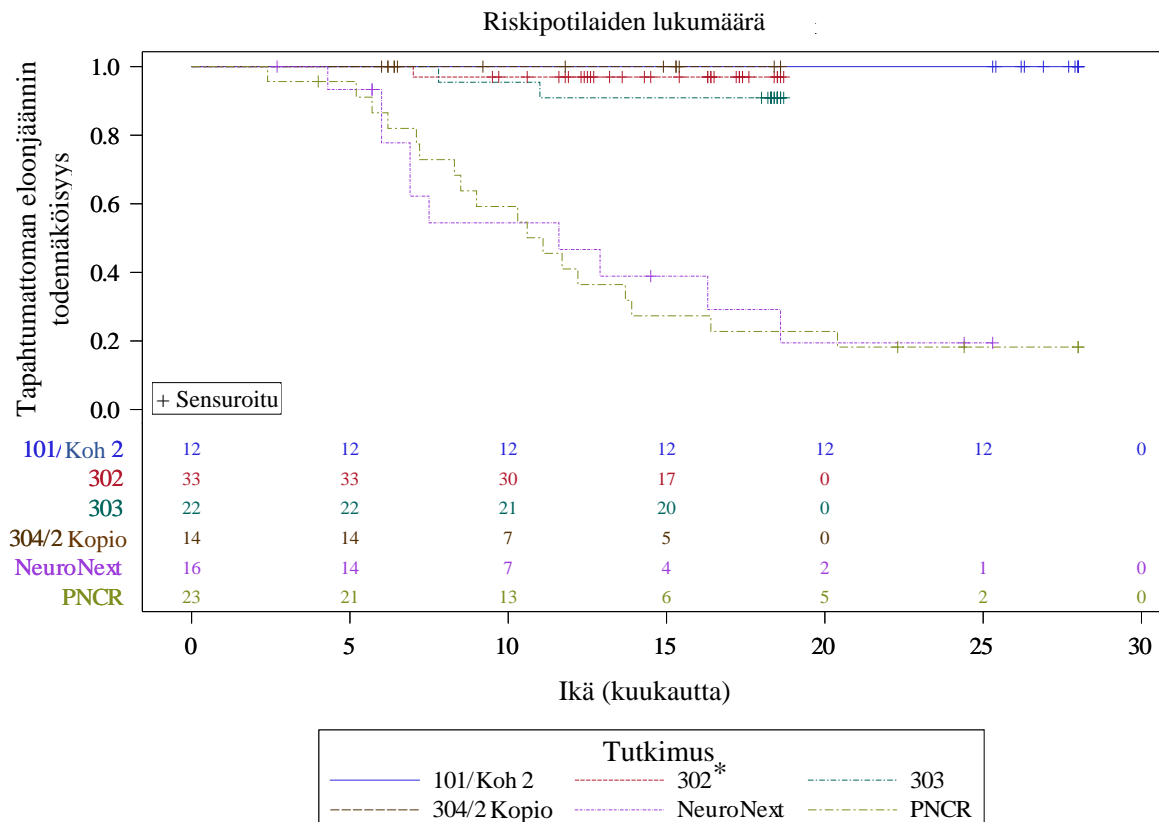 Riskipotilaiden lukumäärä
Tapahtumattoman eloonjäännin
todennäköisyys
1.0
0.8
0.6
0.4
0.2
0.0
+ Sensuroitu
101/Koh 2 12 12 12 12 12 12 0
302 33 33 30 17 0
303 22 22 21 20 0
304/2 Kopio 14 14 7 5 0
NeuroNext 16 14 7 4 2 1 0
PNCR 23 21 13 6 5 2 0
0 5 10 15 20 25 30
Ikä (kuukautta)
Tutkimus
101/Koh 2 302* 303
304/2 Kopio NeuroNext PNCR